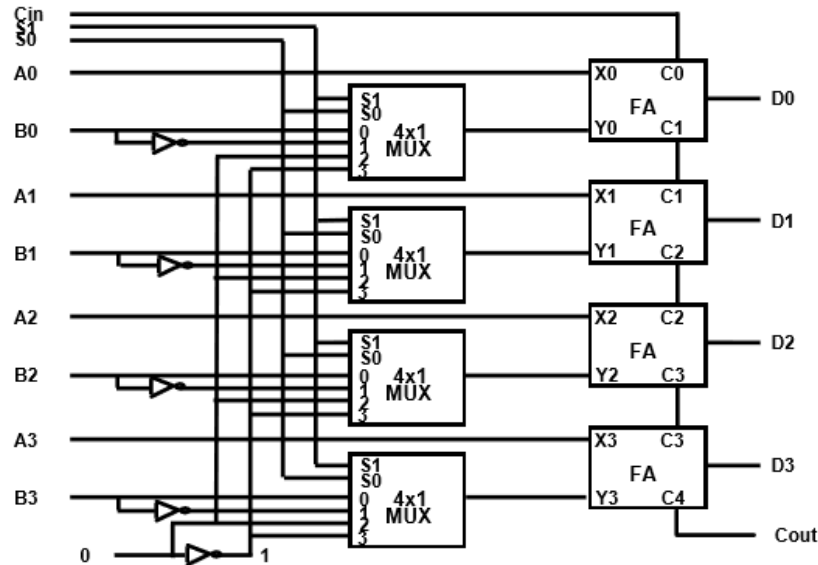 Cin
S1
S0
A0
X0 C0
FA
D0
S1
S0
B0
0
1
2
3
4x1
MUX
Y0 C1
A1
X1 C1
FA
D1
S1
S0
B1
0
1
2
3
4x1
MUX
Y1 C2
A2
X2 C2
FA
D2
S1
S0
B2
0
1
2
3
4x1
MUX
Y2 C3
A3
X3 C3
FA
D3
S1
S0
B3
0
1
2
3
4x1
MUX
Y3 C4
Cout
0
1